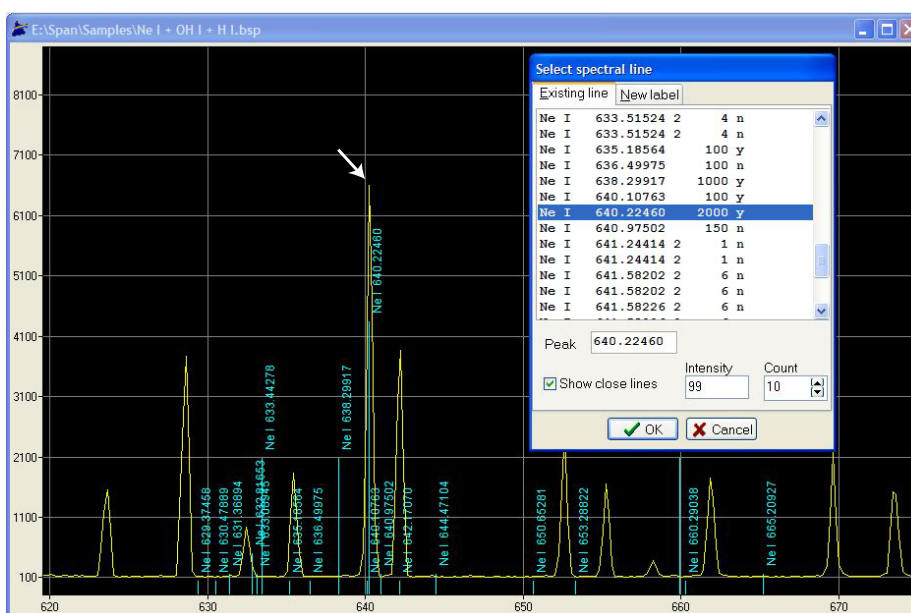 E:\Span\Samples\Ne I + OH I + H I.bsp
8100
7100
6100
5100
4100
3100
2100
1100
100
620
630
640
650
660
670
Ne I 629.37458
Ne I 630.47889
Ne I 631.36894
Ne I 633.44278
Ne I 636.49975
Ne I 638.29917
Ne I 640.22460
Ne I 640.10763
Ne I 640.97502
Ne I 642.17070
Ne I 644.47104
Ne I 650.65281
Ne I 653.28822
Ne I 660.29038
Ne I 665.20927
Select spectral line
Existing line
New label
Ne I 633.51524 2 4 n
Ne I 633.51524 2 4 n
Ne I 635.18564 100 y
Ne I 636.49975 100 n
Ne I 638.29917 1000 y
Ne I 640.10763 100 y
Ne I 640.22460 2000 y
Ne I 640.97502 150 n
Ne I 641.24414 2 1 n
Ne I 641.24414 2 1 n
Ne I 641.58202 2 6 n
Ne I 641.58202 2 6 n
Ne I 641.58226 2 6 n
Peak 640.22460
Intensity Count
Show close lines 99 10
OK Cancel